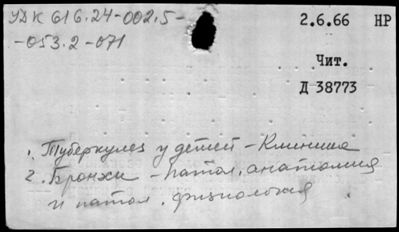 УДК 616.24-002.5-
-053.2-071
2.6.66 НР
Чит.
Д 38773
1. Туберкулез у детей - Клиника
2. Бронхи - патол. анатомия
и патол. физиология